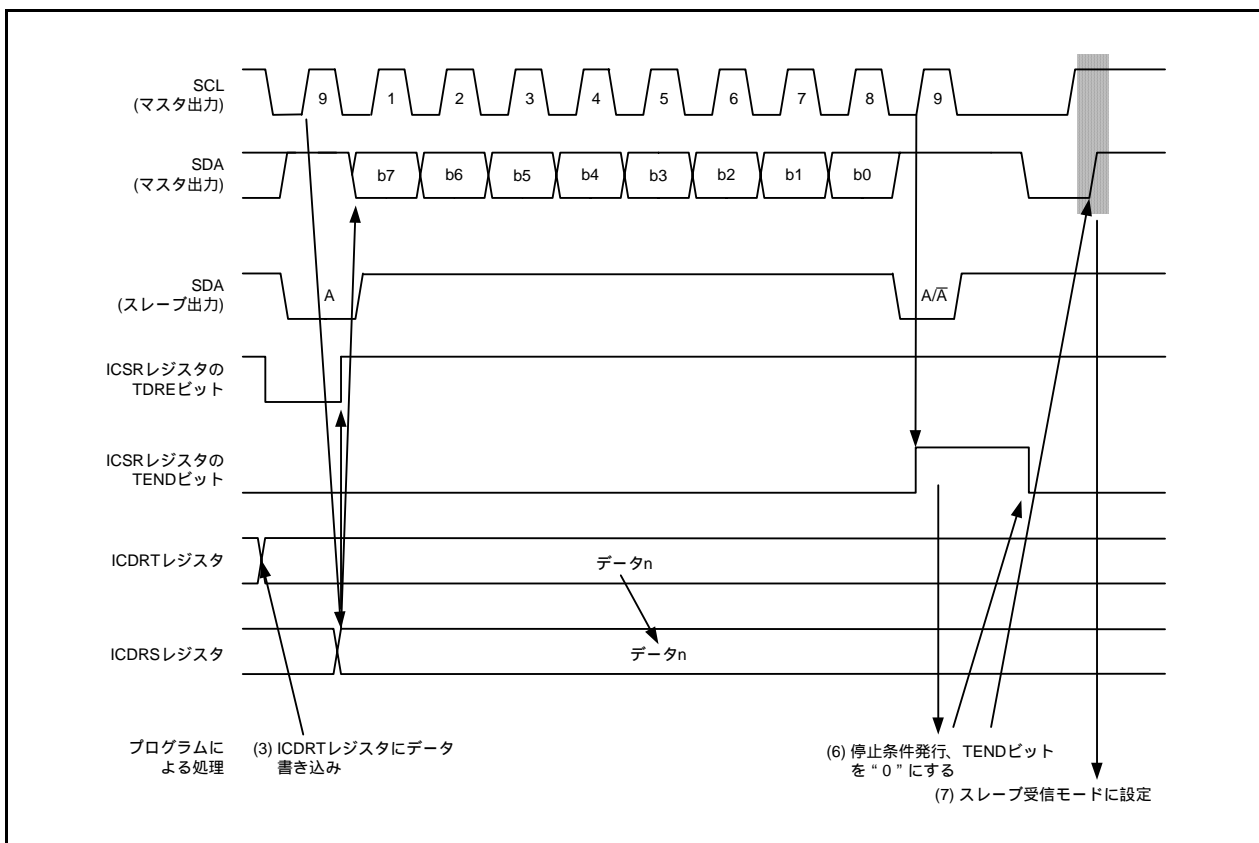 SCL
(マスタ出力)
9
1
2
3
4
5
6
7
8
9
SDA
(マスタ出力)
b7
b6
b5
b4
b3
b2
b1
b0
SDA
(スレーブ出力)
A
A/A̅
ICSRレジスタの
TDREビット
ICSRレジスタの
TENDビット
ICDRTレジスタ
データn
ICDRSレジスタ
データn
プログラムに
よる処理
(3) ICDRTレジスタにデータ
書き込み
(6) 停止条件発行、TENDビット
を“0”にする
(7) スレーブ受信モードに設定